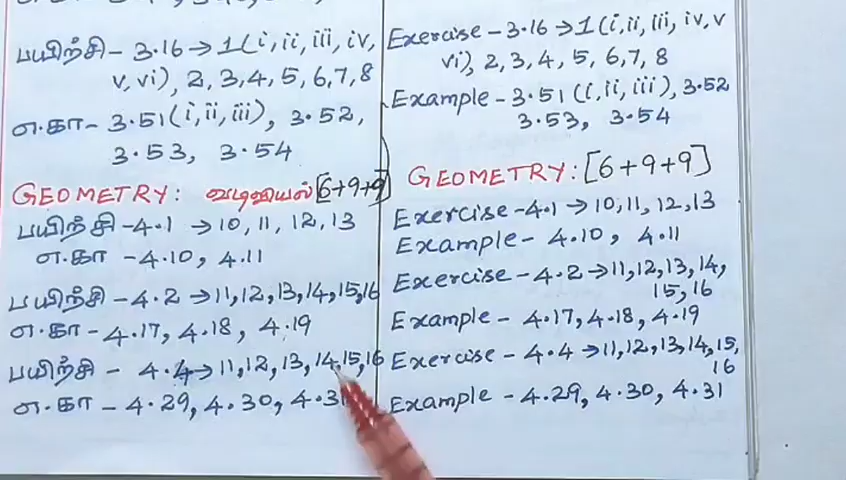 பயிற்சி - 3.16 → 1(i, ii, iii, iv,
v, vi), 2, 3, 4, 5, 6, 7, 8
எ.கா - 3.51(i, ii, iii), 3.52,
3.53, 3.54
GEOMETRY: வடிவியல் [6+9+9]
பயிற்சி - 4.1 → 10, 11, 12, 13
எ.கா - 4.10, 4.11
பயிற்சி - 4.2 → 11, 12, 13, 14, 15, 16
எ.கா - 4.17, 4.18, 4.19
பயிற்சி - 4.4 → 11, 12, 13, 14, 15, 16
எ.கா - 4.29, 4.30, 4.31
Exercise - 3.16 → 1(i, ii, iii, iv, v
vi), 2, 3, 4, 5, 6, 7, 8
Example - 3.51 (i, ii, iii), 3.52
3.53, 3.54
GEOMETRY: [6+9+9]
Exercise - 4.1 → 10, 11, 12, 13
Example - 4.10, 4.11
Exercise - 4.2 → 11, 12, 13, 14,
15, 16
Example - 4.17, 4.18, 4.19
Exercise - 4.4 → 11, 12, 13, 14, 15,
16
Example - 4.29, 4.30, 4.31